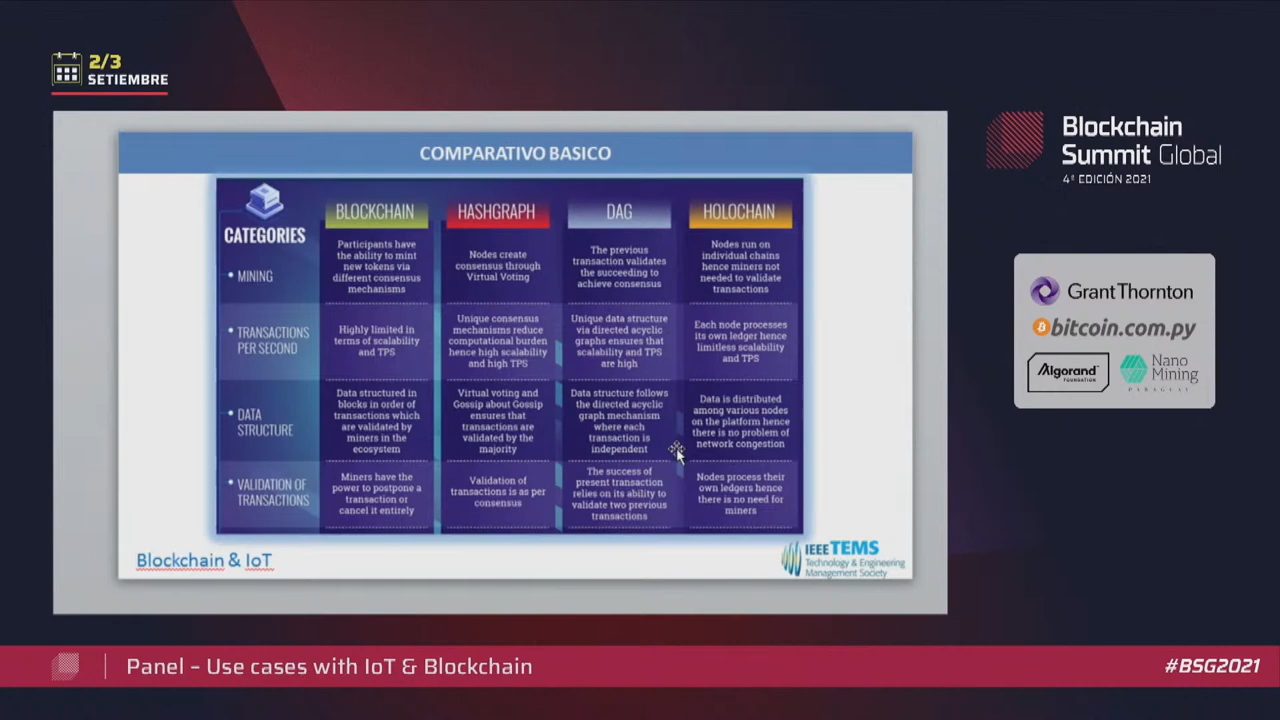 2/3
SETIEMBRE
Blockchain
Summit Global
4ª EDICIÓN 2021
COMPARATIVO BASICO
CATEGORIES
BLOCKCHAIN
HASHGRAPH
DAG
HOLOCHAIN
MINING
Participants have
the ability to mint
new tokens via
different consensus
mechanisms
Nodes create
consensus through
Virtual Voting
The previous
transaction validates
the succeeding to
achieve consensus
Nodes run on
individual chains
hence miners not
needed to validate
transactions
TRANSACTIONS
PER SECOND
Highly limited in
terms of scalability
and TPS
Unique consensus
mechanisms reduce
computational burden
hence high scalability
and high TPS
Unique data structure
via directed acyclic
graphs ensures that
scalability and TPS
are high
Each node processes
its own ledger hence
limitless scalability
and TPS
DATA
STRUCTURE
Data structured in
blocks in order of
transactions which
are validated by
miners in the
ecosystem
Virtual voting and
Gossip about Gossip
ensures that
transactions are
validated by the
majority
Data structure follows
the directed acyclic
graph mechanism
where each
transaction is
independent
Data is distributed
among various nodes
on the platform hence
there is no problem of
network congestion
VALIDATION OF
TRANSACTIONS
Miners have the
power to postpone a
transaction or
cancel it entirely
Validation of
transactions is as per
consensus
The success of
present transaction
relies on its ability to
validate two previous
transactions
Nodes process their
own ledgers hence
there is no need for
miners
Blockchain & IoT
IEEE TEMS
Technology & Engineering
Management Society
Grant Thornton
bitcoin.com.py
Algorand
FOUNDATION
Nano
Mining
PARAGUAY
Panel – Use cases with IoT & Blockchain
#BSG2021